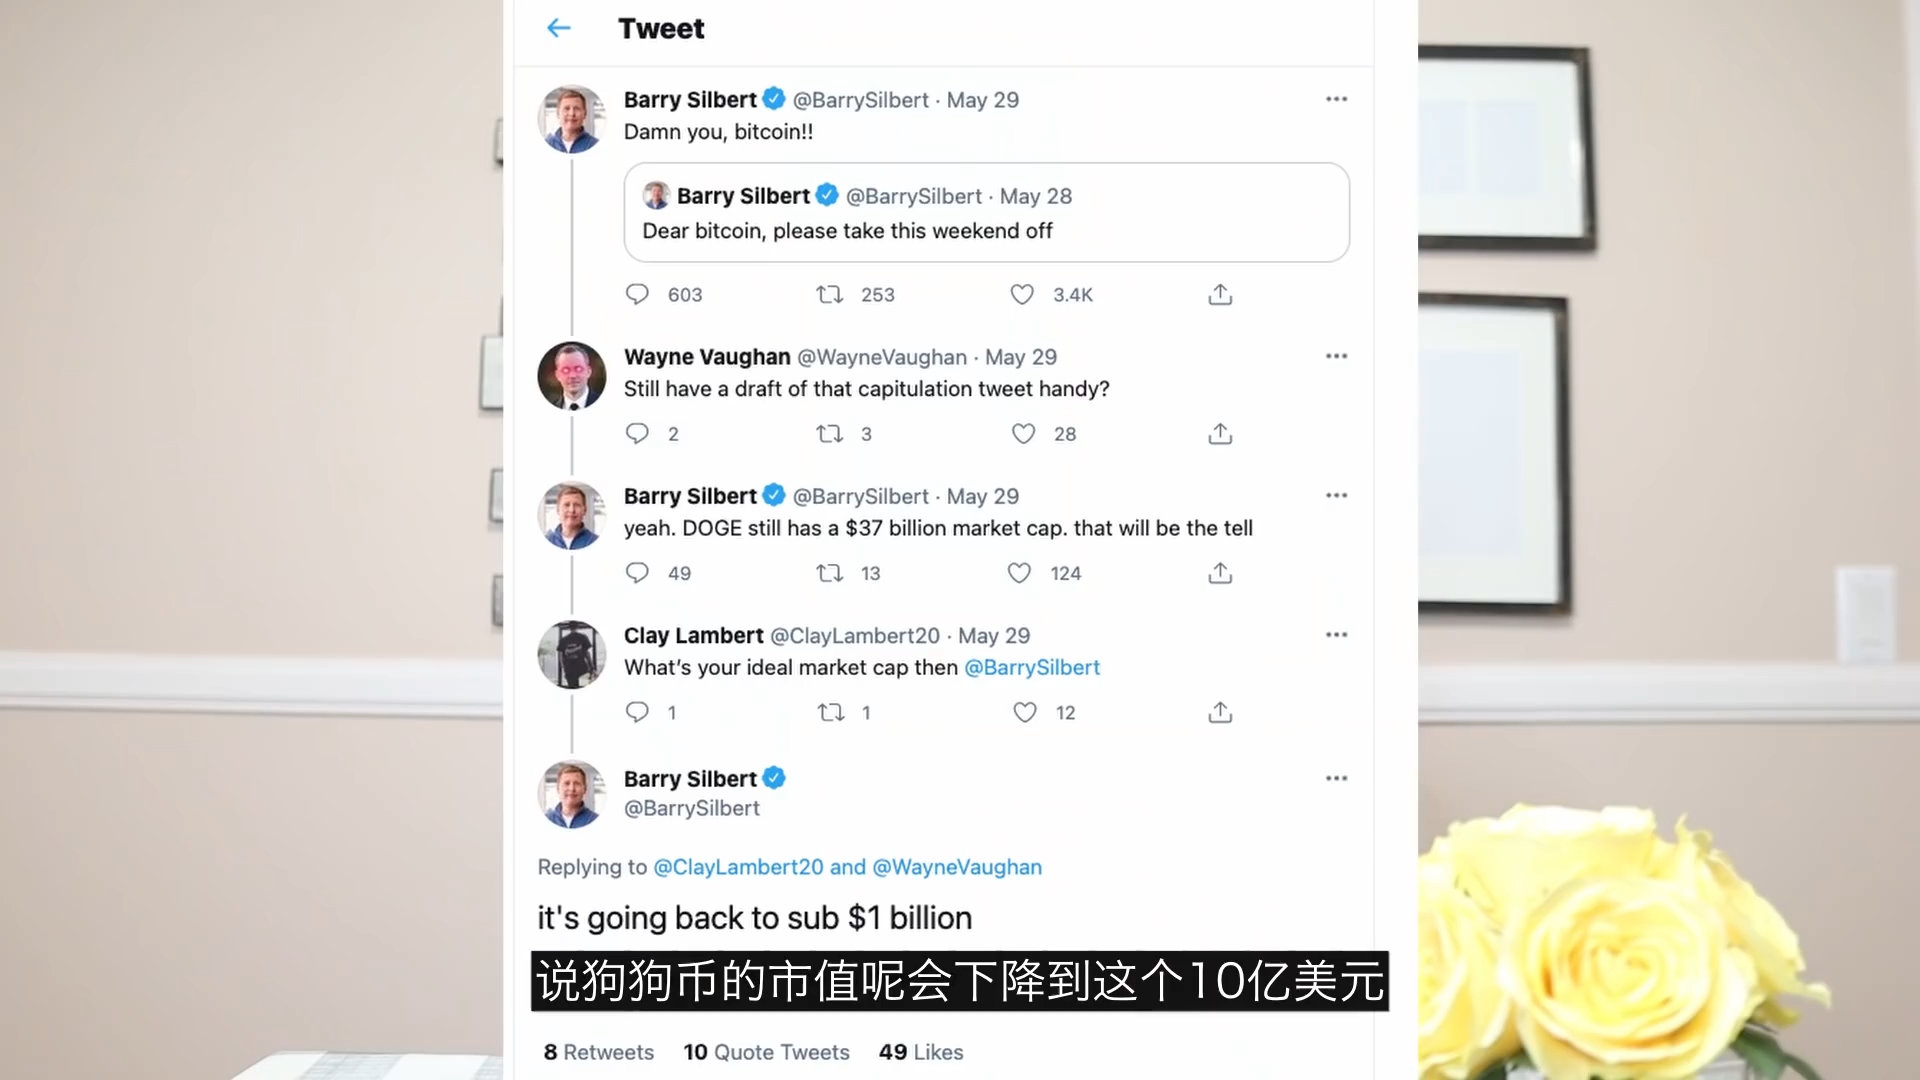 Tweet
Barry Silbert @BarrySilbert · May 29
Damn you, bitcoin!!
Barry Silbert @BarrySilbert · May 28
Dear bitcoin, please take this weekend off
603 253 3.4K
Wayne Vaughan @WayneVaughan · May 29
Still have a draft of that capitulation tweet handy?
2 3 28
Barry Silbert @BarrySilbert · May 29
yeah. DOGE still has a $37 billion market cap. that will be the tell
49 13 124
Clay Lambert @ClayLambert20 · May 29
What's your ideal market cap then @BarrySilbert
1 1 12
Barry Silbert
@BarrySilbert
Replying to @ClayLambert20 and @WayneVaughan
it's going back to sub $1 billion
说狗狗币的市值呢会下降到这个10亿美元
8 Retweets 10 Quote Tweets 49 Likes